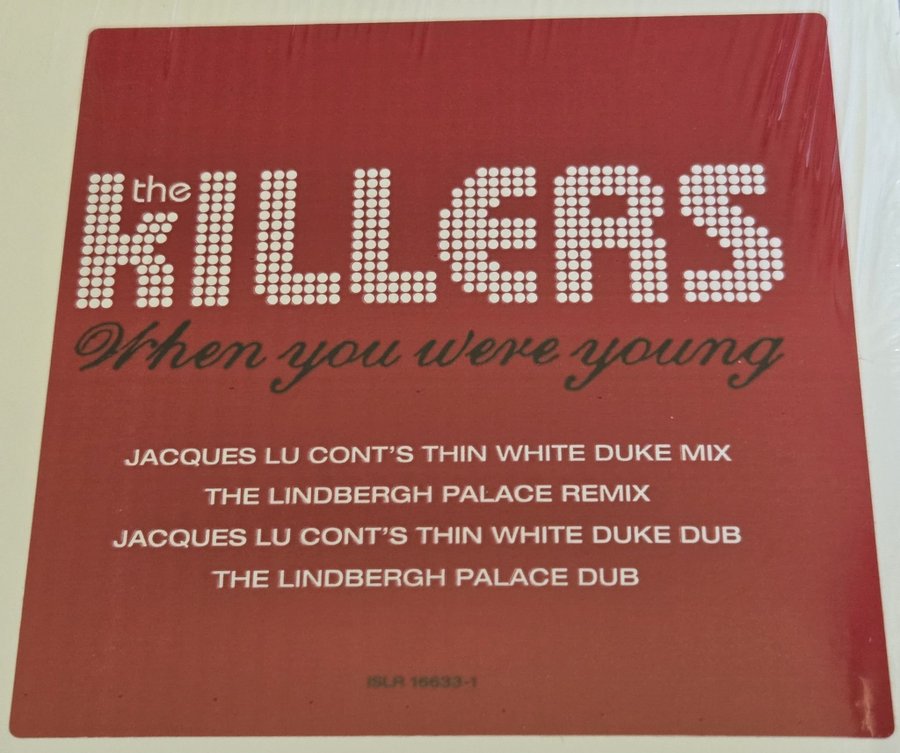 the
KILLERS
When you were young
JACQUES LU CONT'S THIN WHITE DUKE MIX
THE LINDBERGH PALACE REMIX
JACQUES LU CONT'S THIN WHITE DUKE DUB
THE LINDBERGH PALACE DUB
ISLR 16633-1